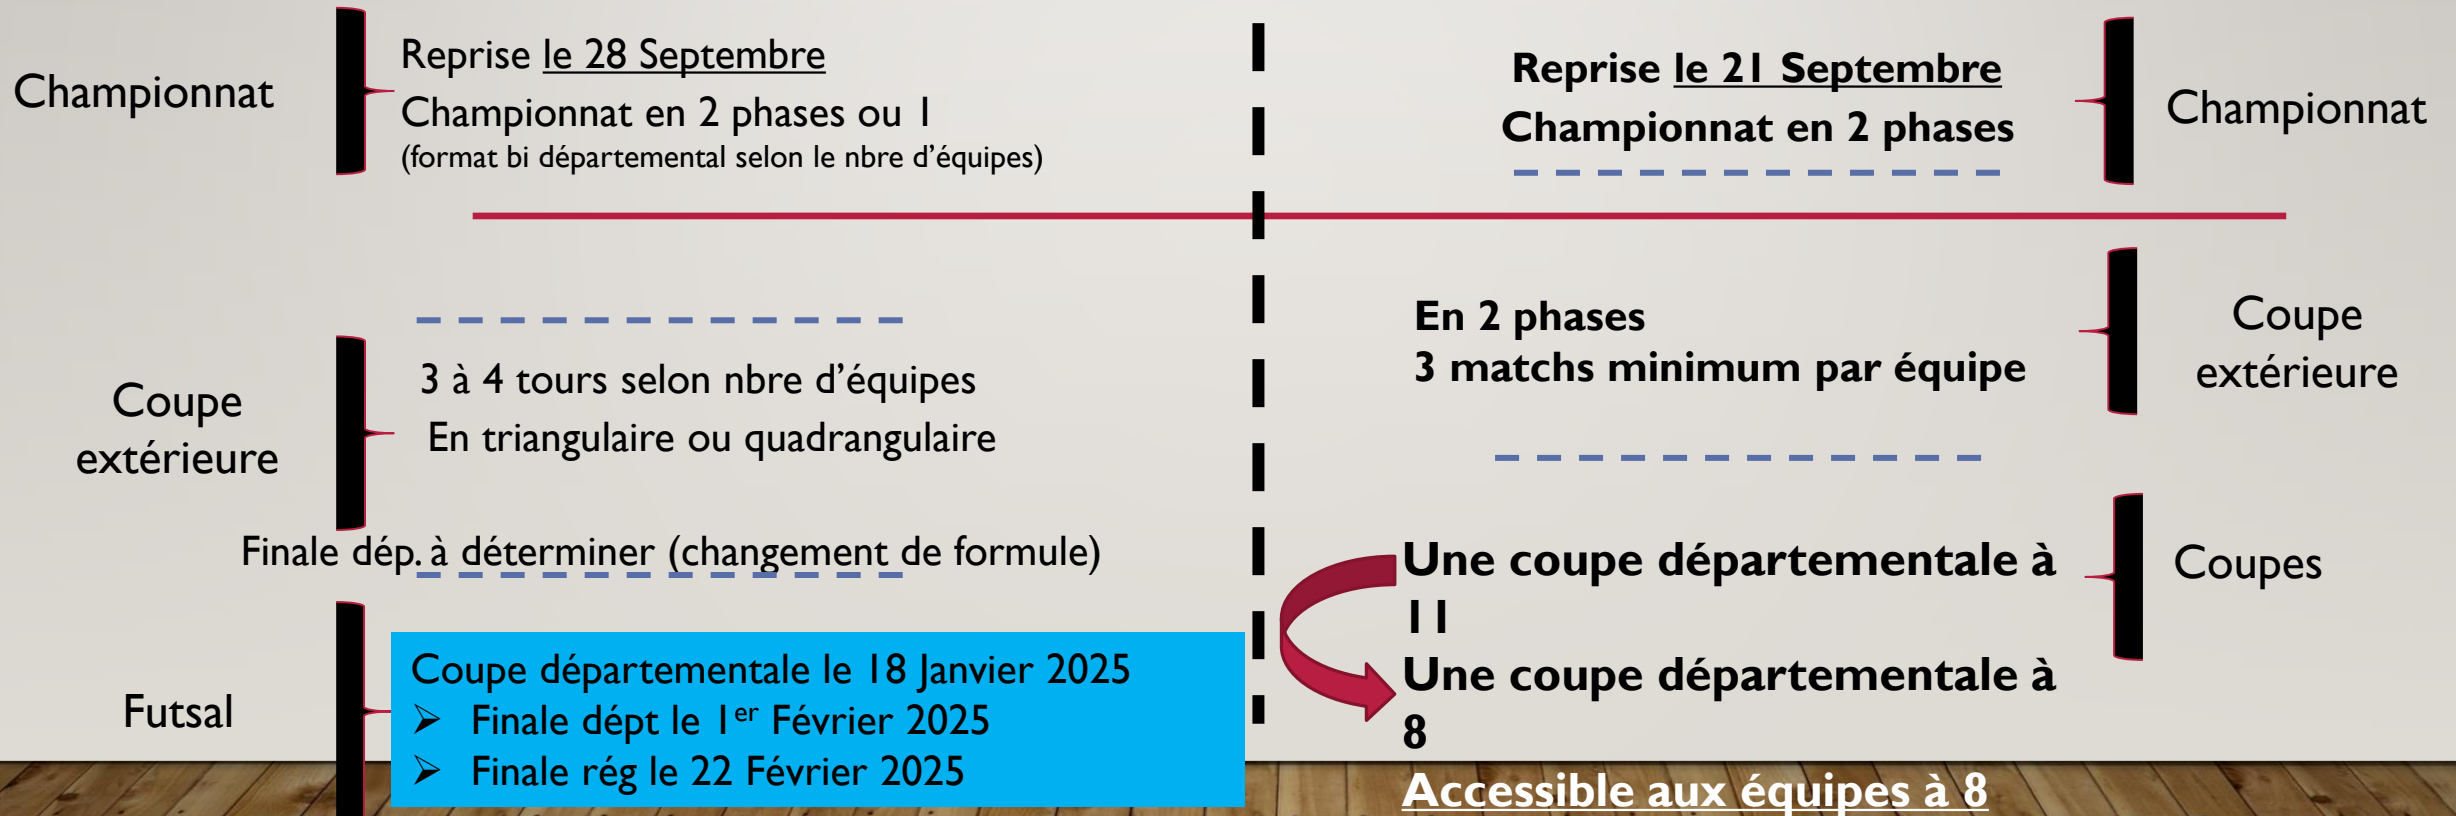 Championnat
Reprise le 28 Septembre
Championnat en 2 phases ou 1
(format bi départemental selon le nbre d'équipes)
Coupe
extérieure
3 à 4 tours selon nbre d'équipes
En triangulaire ou quadrangulaire
Finale dép. à déterminer (changement de formule)
Futsal
Coupe départementale le 18 Janvier 2025
➢ Finale dépt le 1er Février 2025
➢ Finale rég le 22 Février 2025
Reprise le 21 Septembre
Championnat en 2 phases
Championnat
En 2 phases
3 matchs minimum par équipe
Coupe
extérieure
Une coupe départementale à
11
Une coupe départementale à
8
Accessible aux équipes à 8
Coupes